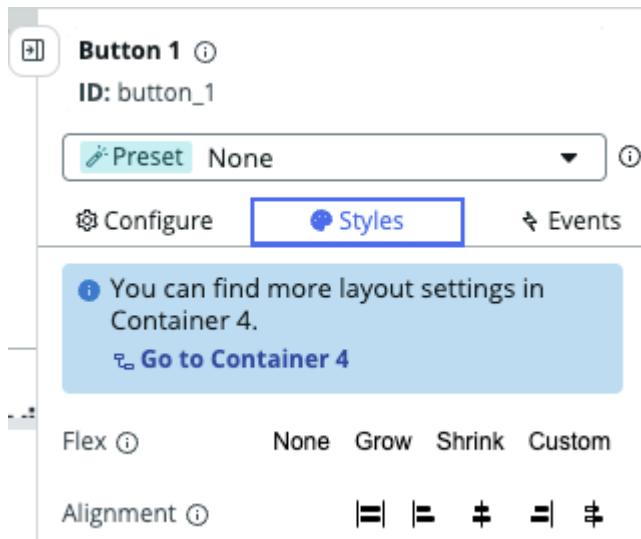 Button 1
ID: button_1
Preset None
Configure Styles Events
You can find more layout settings in
Container 4.
Go to Container 4
Flex None Grow Shrink Custom
Alignment